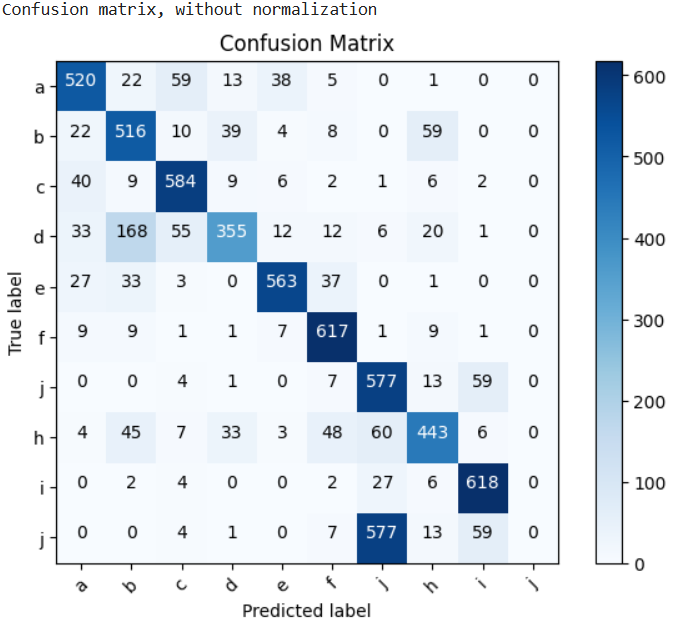 Confusion matrix, without normalization
Confusion Matrix
a 520 22 59 13 38 5 0 1 0 0
b 22 516 10 39 4 8 0 59 0 0
c 40 9 584 9 6 2 1 6 2 0
d 33 168 55 355 12 12 6 20 1 0
e 27 33 3 0 563 37 0 1 0 0
f 9 9 1 1 7 617 1 9 1 0
j 0 0 4 1 0 7 577 13 59 0
h 4 45 7 33 3 48 60 443 6 0
i 0 2 4 0 0 2 27 6 618 0
j 0 0 4 1 0 7 577 13 59 0
a b c d e f j h i j
Predicted label
True label
600
500
400
300
200
100
0